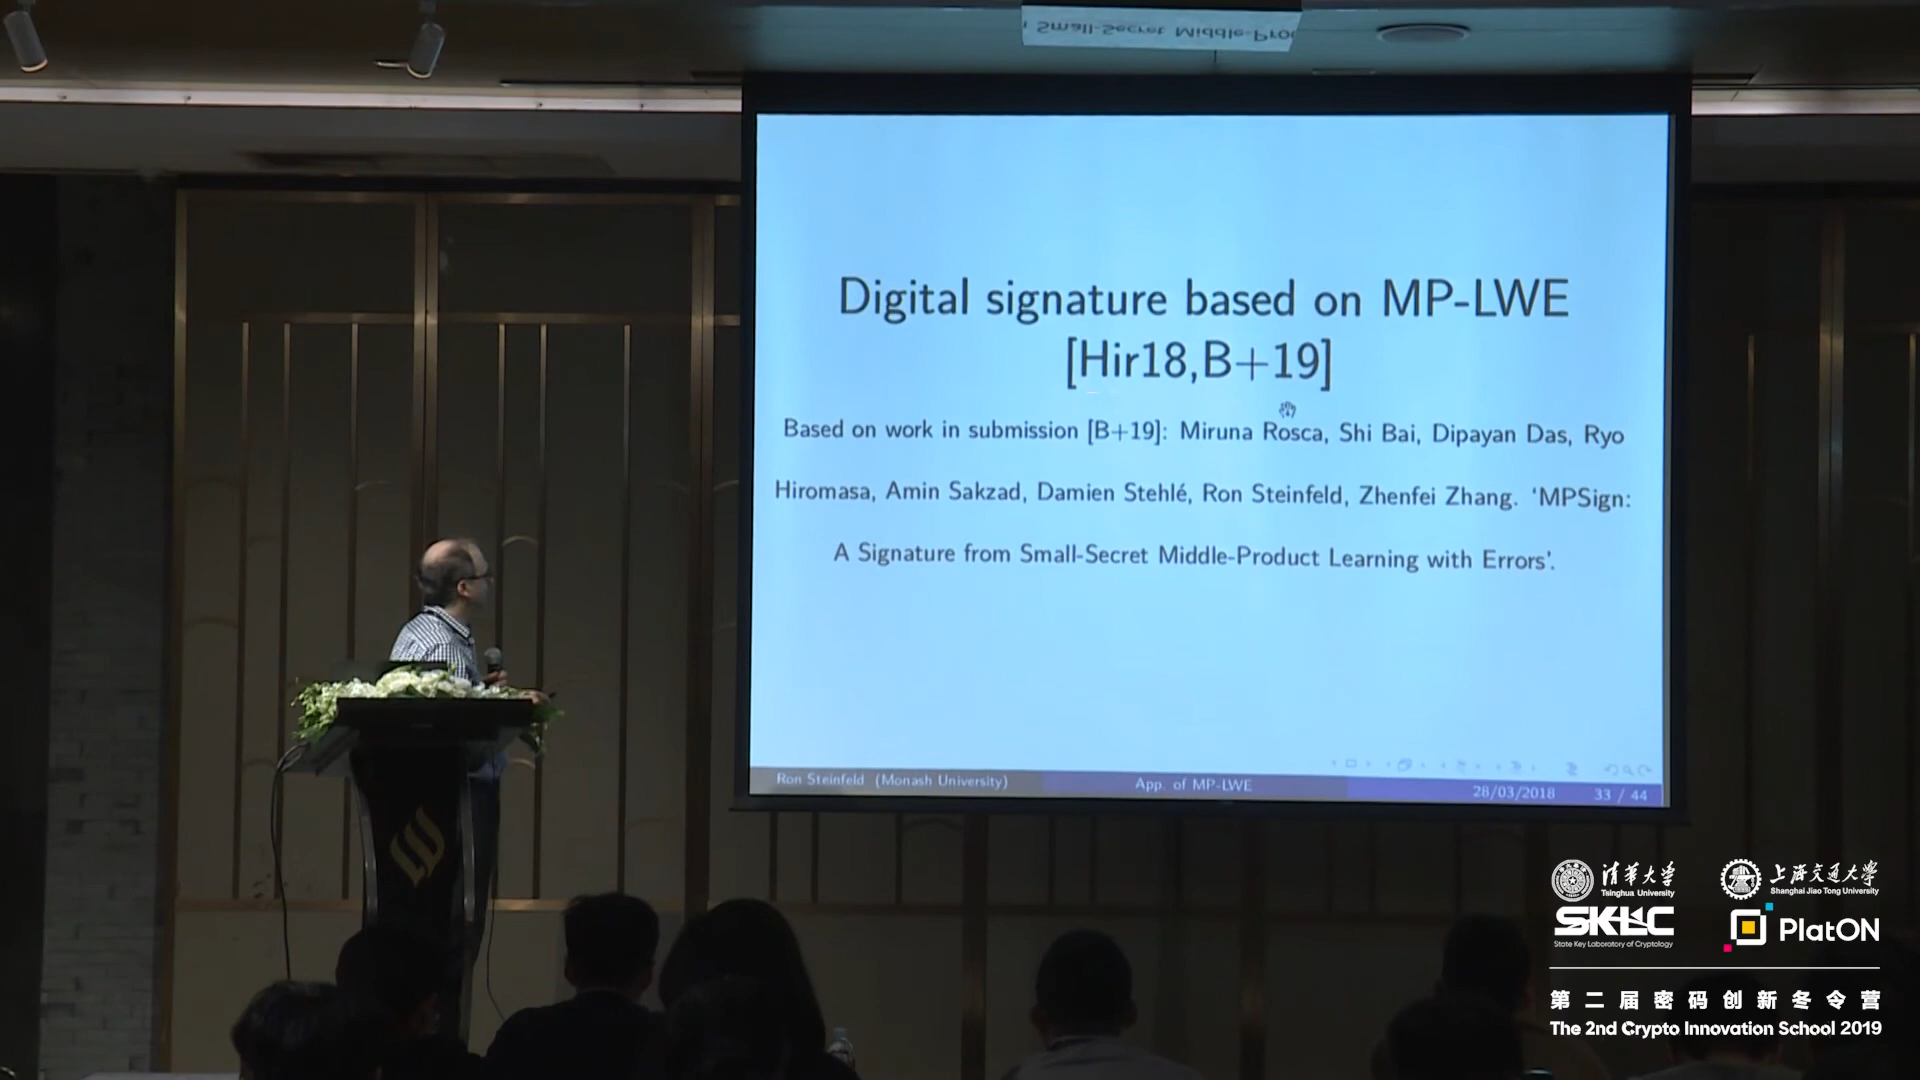 , Small-Secret Middle-Proc
Digital signature based on MP-LWE
[Hir18,B+19]
Based on work in submission [B+19]: Miruna Rosca, Shi Bai, Dipayan Das, Ryo
Hiromasa, Amin Sakzad, Damien Stehlé, Ron Steinfeld, Zhenfei Zhang. 'MPSign:
A Signature from Small-Secret Middle-Product Learning with Errors'.
Ron Steinfeld (Monash University)
App. of MP-LWE
28/03/2018
33 / 44
清华大学
Tsinghua University
上海交通大学
Shanghai Jiao Tong University
SKLC
State Key Laboratory of Cryptology
PlatON
第二届密码创新冬令营
The 2nd Crypto Innovation School 2019